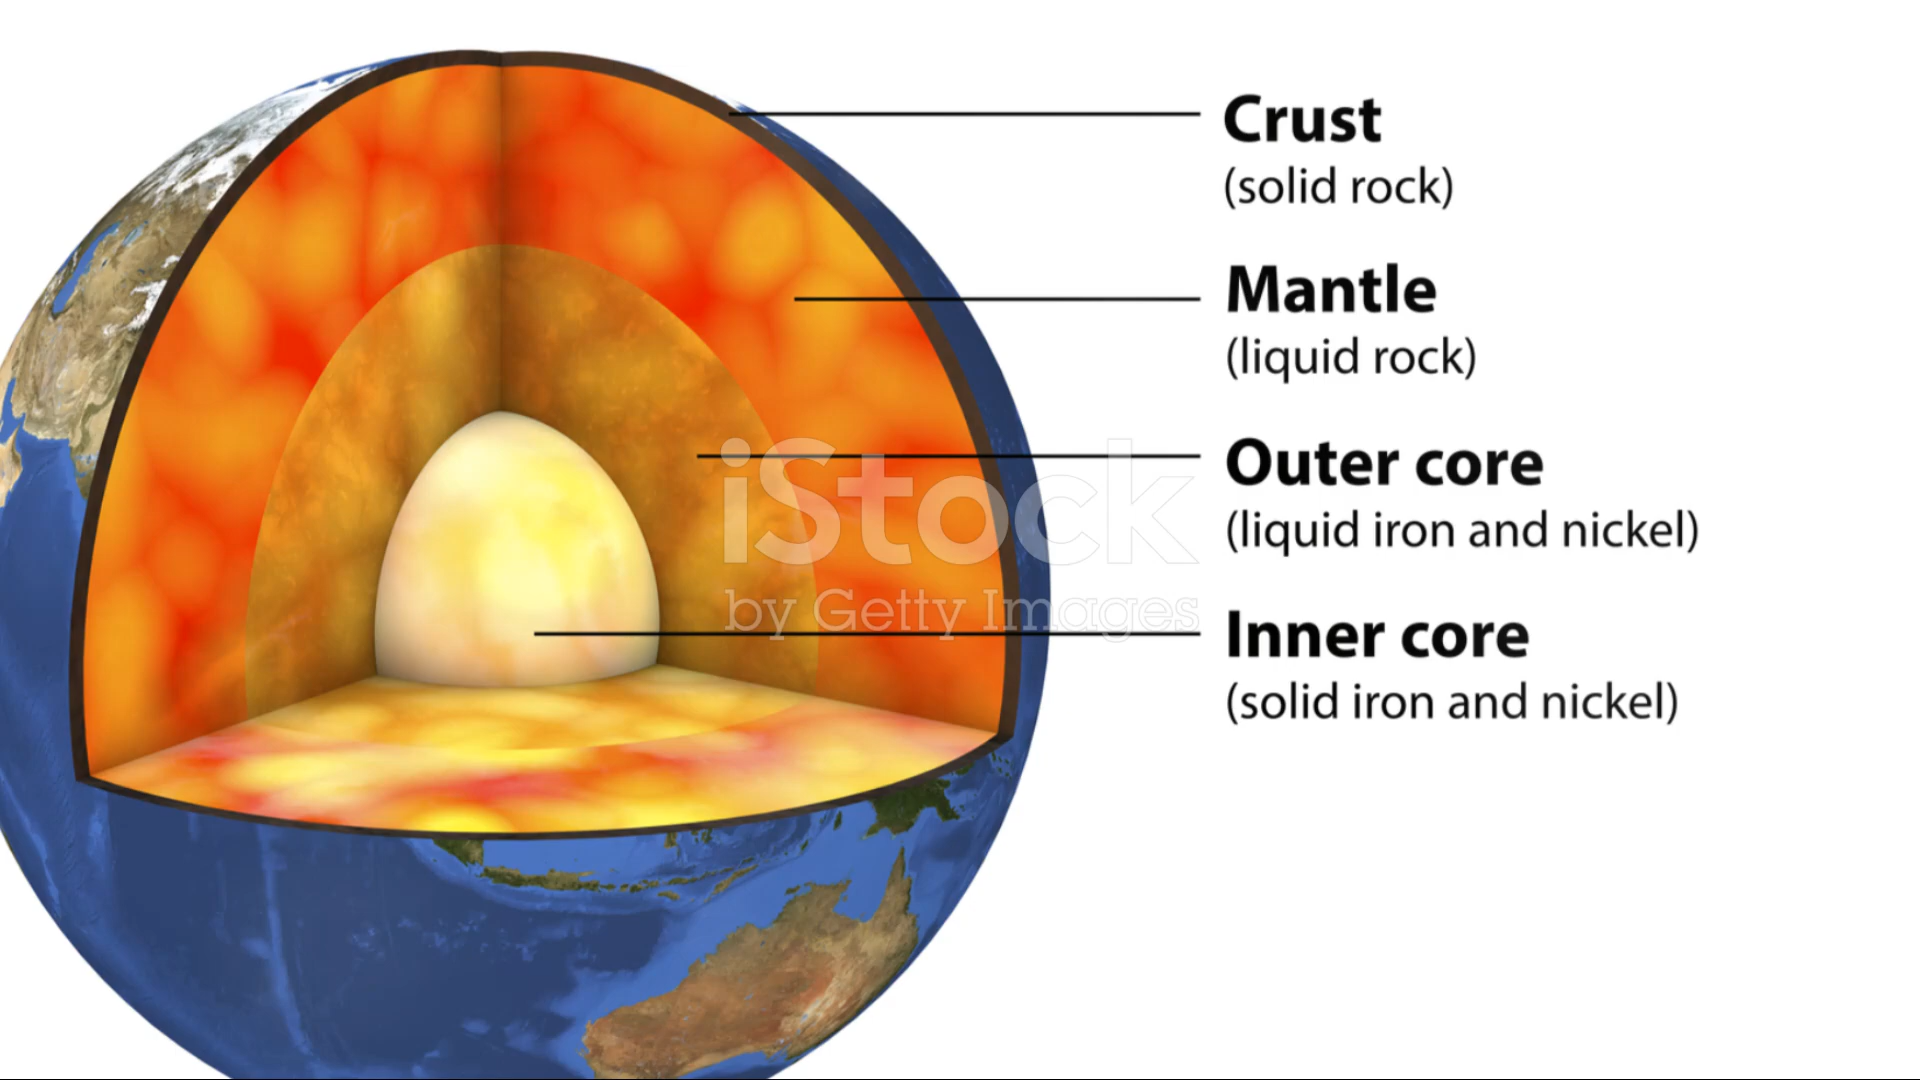 Crust
(solid rock)
Mantle
(liquid rock)
Outer core
(liquid iron and nickel)
iStock
by Getty Images
Inner core
(solid iron and nickel)